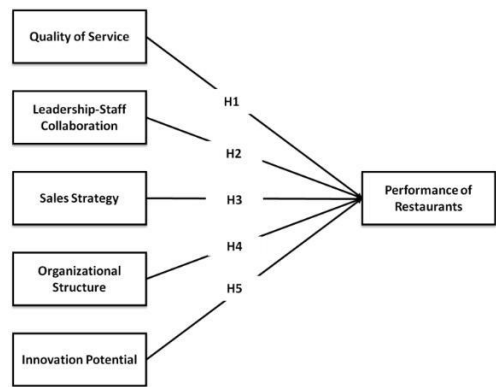 Quality of Service
H1
Leadership-Staff
Collaboration
H2
Sales Strategy
H3
Performance of
Restaurants
H4
Organizational
Structure
H5
Innovation Potential